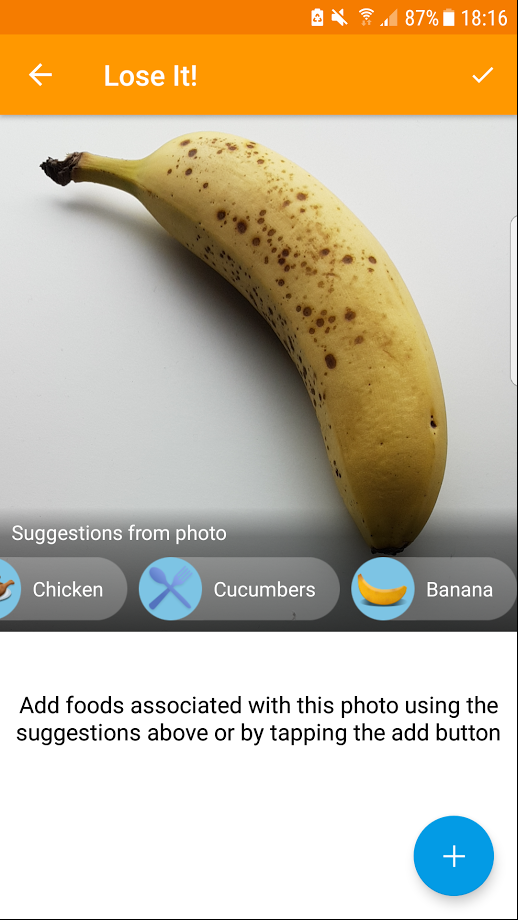 87% 18:16
Lose It!
Suggestions from photo
Chicken Cucumbers Banana
Add foods associated with this photo using the
suggestions above or by tapping the add button